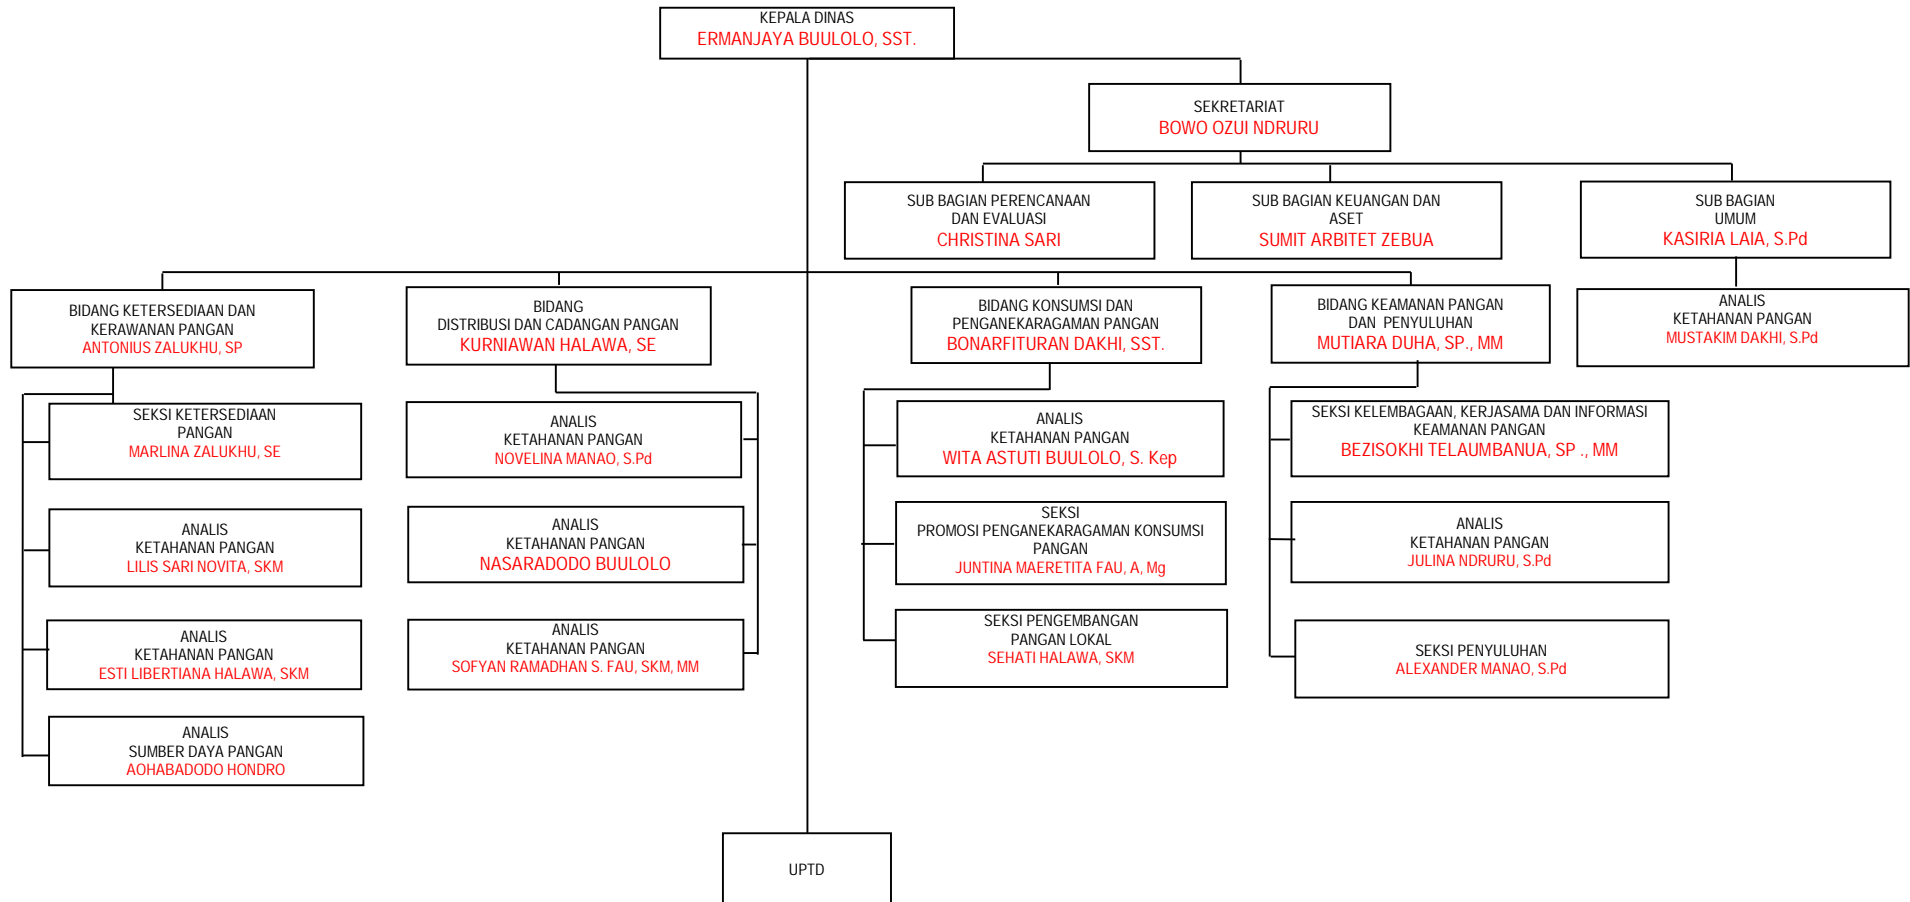 KEPALA DINAS
ERMANJAYA BUULOLO, SST.
SEKRETARIAT
BOWO OZUI NDRURU
SUB BAGIAN PERENCANAAN
DAN EVALUASI
CHRISTINA SARI
SUB BAGIAN KEUANGAN DAN
ASET
SUMIT ARBITET ZEBUA
SUB BAGIAN
UMUM
KASIRIA LAIA, S.Pd
ANALIS
KETAHANAN PANGAN
MUSTAKIM DAKHI, S.Pd
BIDANG KETERSEDIAAN DAN
KERAWANAN PANGAN
ANTONIUS ZALUKHU, SP
SEKSI KETERSEDIAAN
PANGAN
MARLINA ZALUKHU, SE
ANALIS
KETAHANAN PANGAN
LILIS SARI NOVITA, SKM
ANALIS
KETAHANAN PANGAN
ESTI LIBERTIANA HALAWA, SKM
ANALIS
SUMBER DAYA PANGAN
AOHABADODO HONDRO
BIDANG
DISTRIBUSI DAN CADANGAN PANGAN
KURNIAWAN HALAWA, SE
ANALIS
KETAHANAN PANGAN
NOVELINA MANAO, S.Pd
ANALIS
KETAHANAN PANGAN
NASARADODO BUULOLO
ANALIS
KETAHANAN PANGAN
SOFYAN RAMADHAN S. FAU, SKM, MM
BIDANG KONSUMSI DAN
PENGANEKARAGAMAN PANGAN
BONARFITURAN DAKHI, SST.
ANALIS
KETAHANAN PANGAN
WITA ASTUTI BUULOLO, S. Kep
SEKSI
PROMOSI PENGANEKARAGAMAN KONSUMSI
PANGAN
JUNTINA MAERETITA FAU, A, Mg
SEKSI PENGEMBANGAN
PANGAN LOKAL
SEHATI HALAWA, SKM
BIDANG KEAMANAN PANGAN
DAN PENYULUHAN
MUTIARA DUHA, SP., MM
SEKSI KELEMBAGAAN, KERJASAMA DAN INFORMASI
KEAMANAN PANGAN
BEZISOKHI TELAUMBANUA, SP ., MM
ANALIS
KETAHANAN PANGAN
JULINA NDRURU, S.Pd
SEKSI PENYULUHAN
ALEXANDER MANAO, S.Pd
UPTD